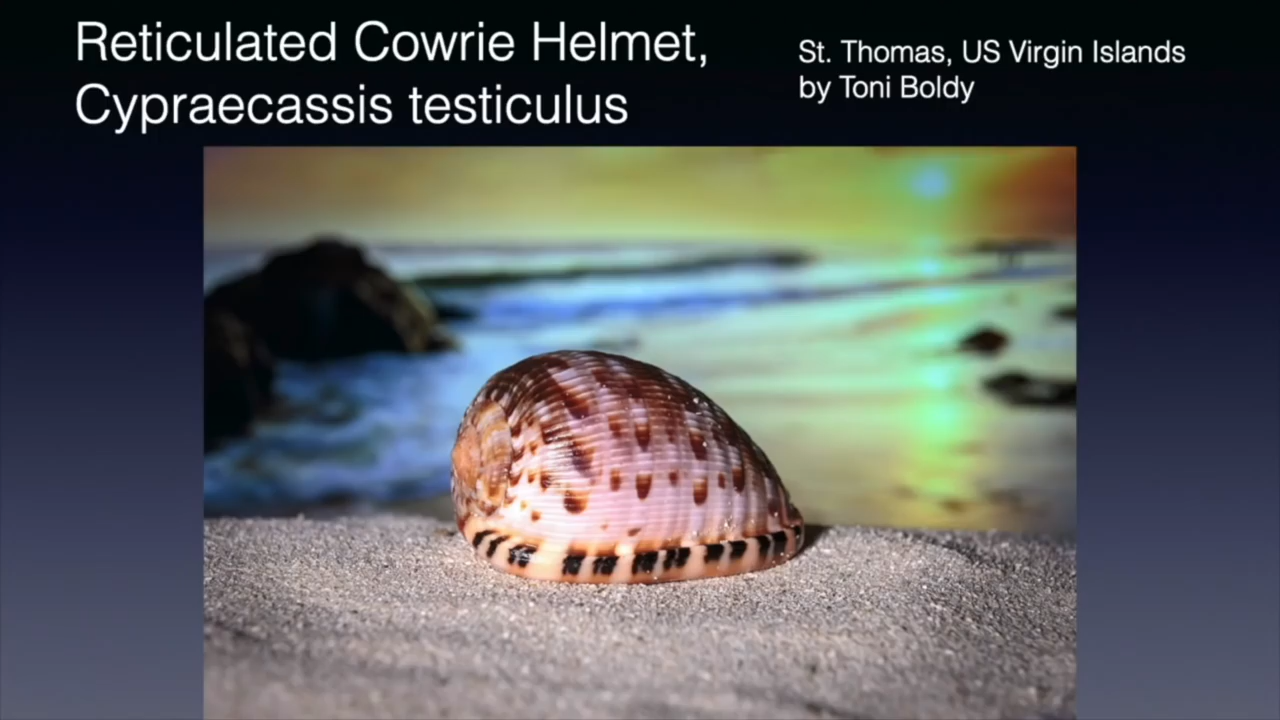 Reticulated Cowrie Helmet,
Cypraecassis testiculus
St. Thomas, US Virgin Islands
by Toni Boldy